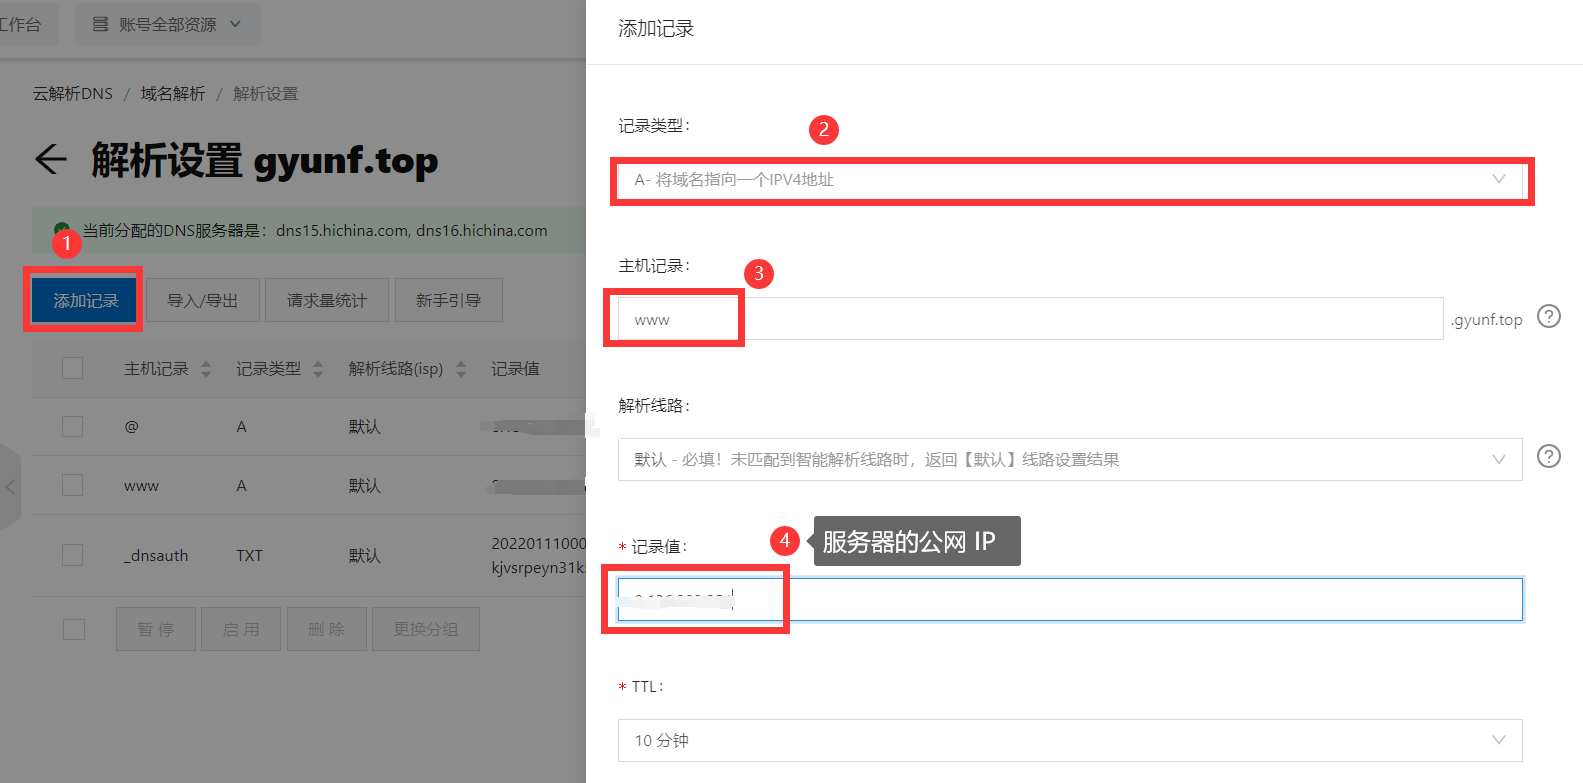 工作台
账号全部资源
云解析DNS / 域名解析 / 解析设置
解析设置 gyunf.top
当前分配的DNS服务器是：dns15.hichina.com, dns16.hichina.com
1
添加记录
导入/导出
请求量统计
新手引导
主机记录
记录类型
解析线路(isp)
记录值
@
A
默认
www
A
默认
_dnsauth
TXT
默认
20220111000
kjvsrpeyn31k
暂 停
启 用
删 除
更换分组
添加记录
记录类型：
2
A- 将域名指向一个IPV4地址
主机记录：
3
www
.gyunf.top
?
解析线路：
默认 - 必填！未匹配到智能解析线路时，返回【默认】线路设置结果
?
* 记录值：
4
服务器的公网 IP
* TTL：
10 分钟